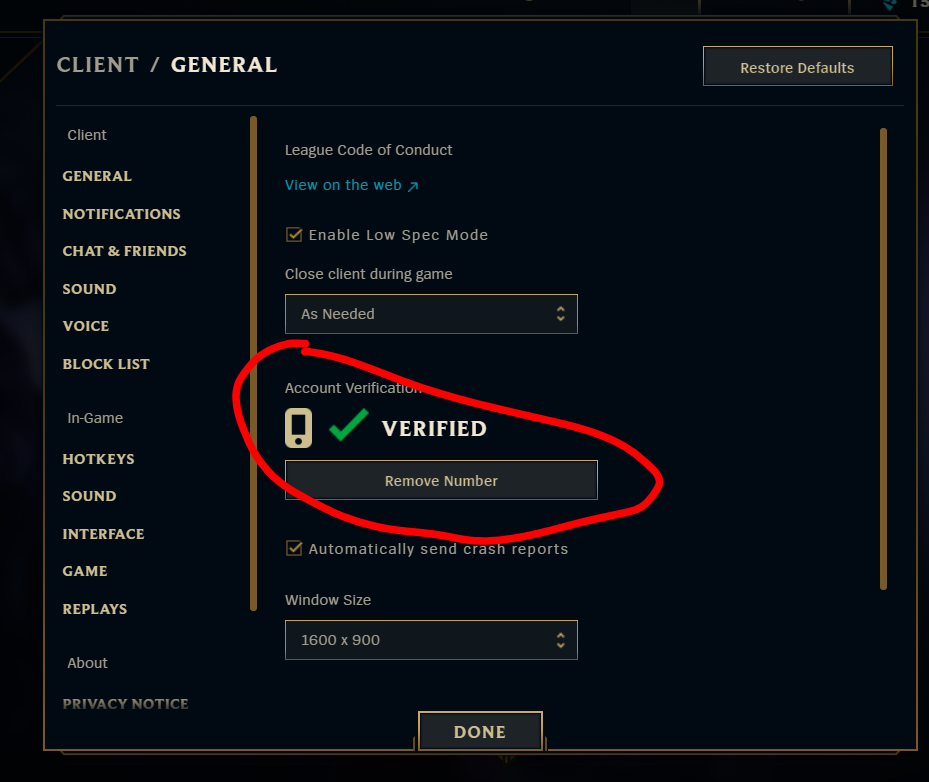 CLIENT / GENERAL
Restore Defaults
Client
GENERAL
NOTIFICATIONS
CHAT & FRIENDS
SOUND
VOICE
BLOCK LIST
In-Game
HOTKEYS
SOUND
INTERFACE
GAME
REPLAYS
About
PRIVACY NOTICE
League Code of Conduct
View on the web
Enable Low Spec Mode
Close client during game
As Needed
Account Verification
VERIFIED
Remove Number
Automatically send crash reports
Window Size
1600 x 900
DONE